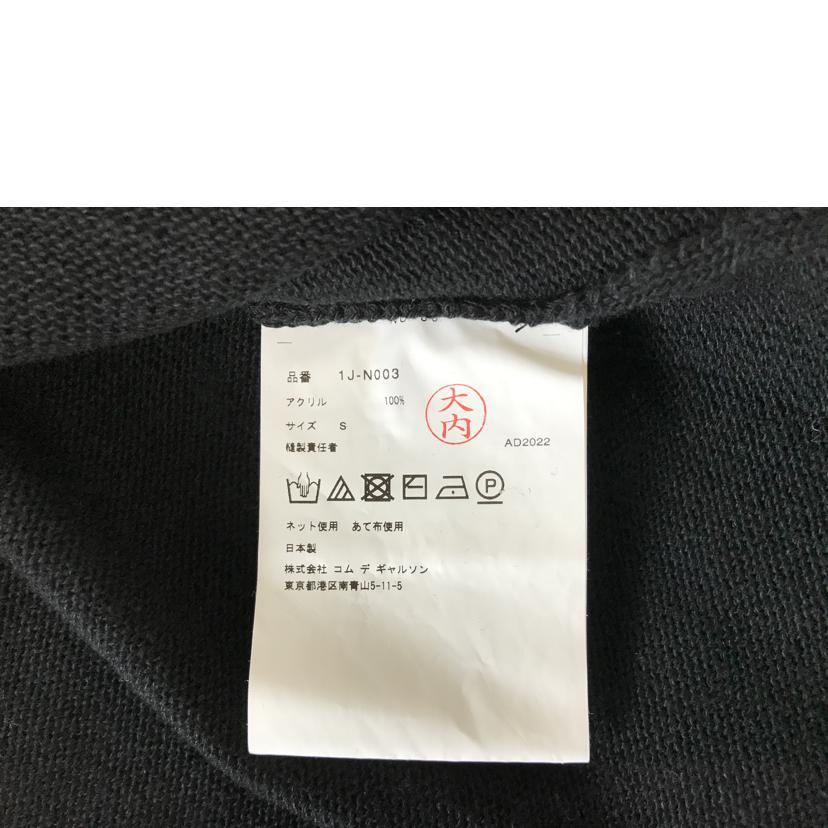 品番 1J-N003
アクリル 100%
サイズ S
縫製責任者
大内
AD2022
P
ネット使用 あて布使用
日本製
株式会社 コム デ ギャルソン
東京都港区南青山5-11-5